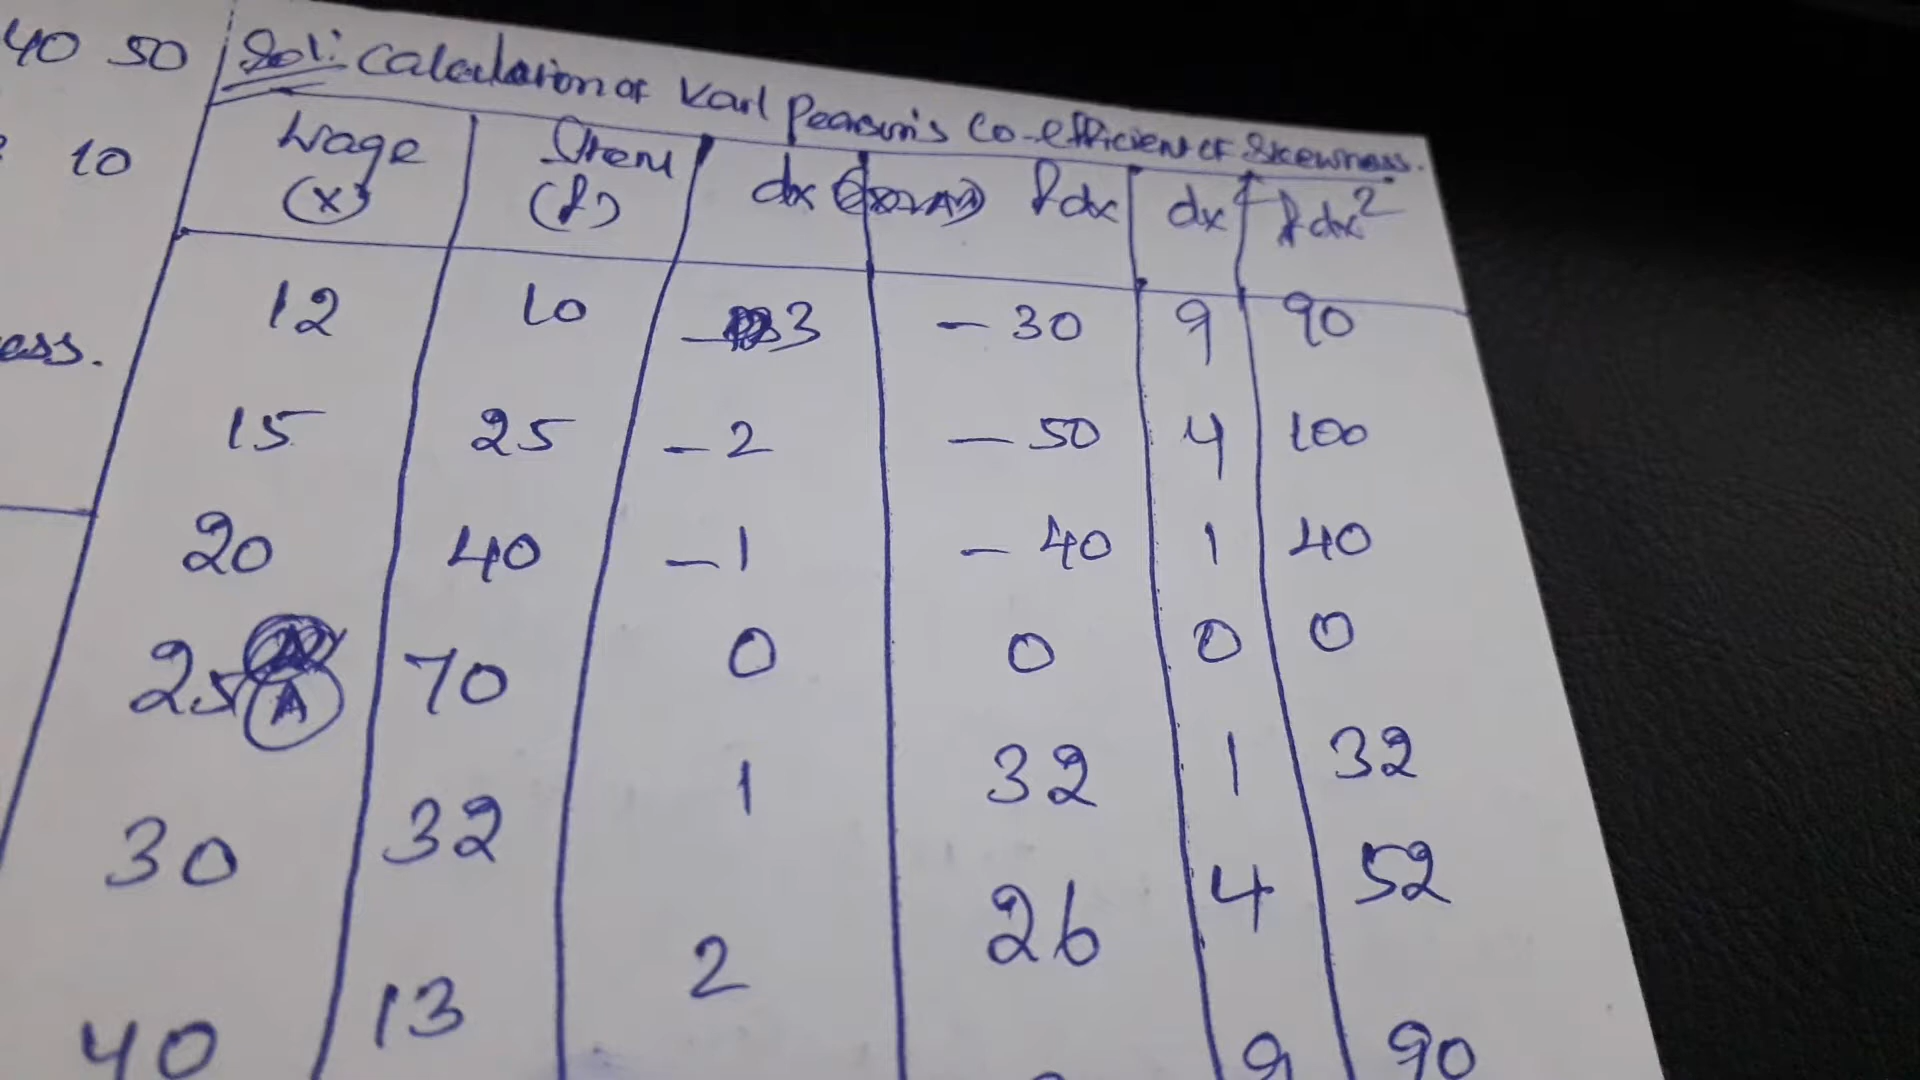 40 50
10
ess.
Sol: Calculation of Karl Pearson's Co-efficient of Skewness.
Wage (x) Item (f) dx fdx dx² fdx²
12 10 -3 -30 9 90
15 25 -2 -50 4 100
20 40 -1 -40 1 40
25 A 70 0 0 0 0
30 32 1 32 1 32
40 13 2 26 4 52
9 90